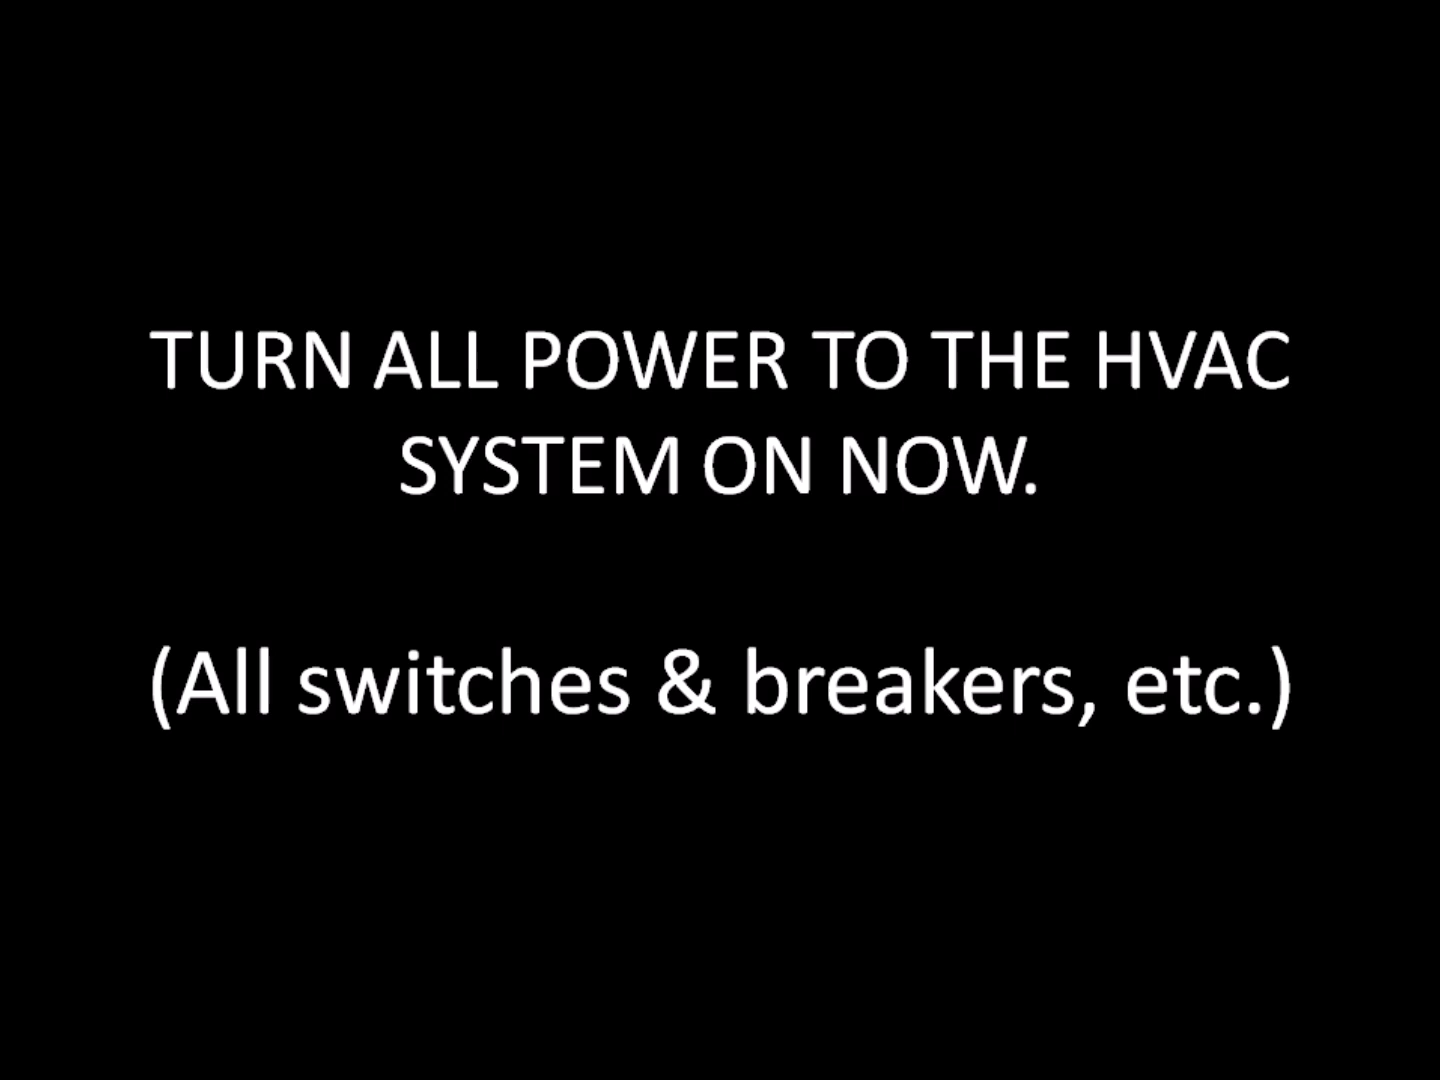 TURN ALL POWER TO THE HVAC
SYSTEM ON NOW.
(All switches & breakers, etc.)